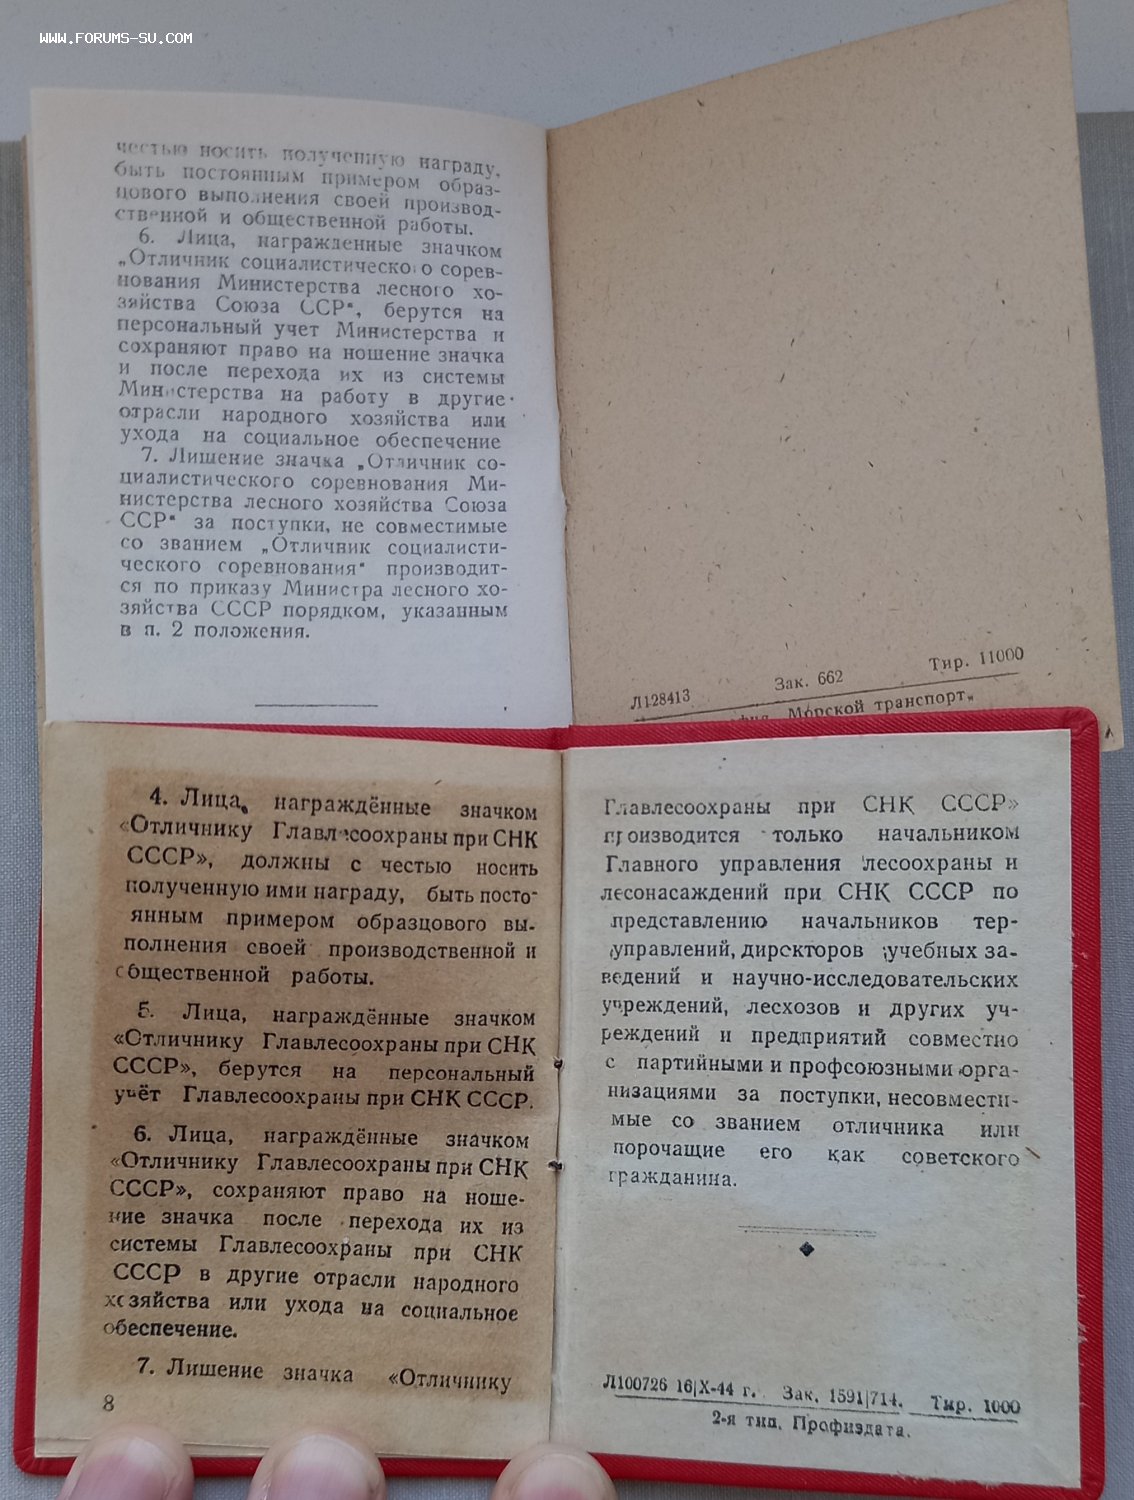 WWW.FORUMS-SU.COM
честью носить полученную награду,
быть постоянным примером образ-
цового выполнения своей производ-
ственной и общественной работы.
6. Лица, награжденные значком
„Отличник социалистического сорев-
нования Министерства лесного хо-
зяйства Союза ССР“, берутся на
персональный учет Министерства и
сохраняют право на ношение значка
и после перехода их из системы
Министерства на работу в другие
отрасли народного хозяйства или
ухода на социальное обеспечение
7. Лишение значка „Отличник со-
циалистического соревнования Ми-
нистерства лесного хозяйства Союза
ССР“ за поступки, не совместимые
со званием „Отличник социалисти-
ческого соревнования“ производит-
ся по приказу Министра лесного хо-
зяйства СССР порядком, указанным
в п. 2 положения.
Л128413 Зак. 662 Тир. 11000
Морской транспорт„
4. Лица, награждённые значком
«Отличнику Главлесоохраны при СНК
СССР», должны с честью носить
полученную ими награду, быть посто-
янным примером образцового вы-
полнения своей производственной и
общественной работы.
5. Лица, награждённые значком
«Отличнику Главлесоохраны при СНК
СССР», берутся на персональный
учёт Главлесоохраны при СНК СССР.
6. Лица, награждённые значком
«Отличнику Главлесоохраны при СНК
СССР», сохраняют право на ноше-
ние значка после перехода их из
системы Главлесоохраны при СНК
СССР в другие отрасли народного
хозяйства или ухода на социальное
обеспечение.
7. Лишение значка «Отличнику
8
Главлесоохраны при СНК СССР»
производится только начальником
Главного управления лесоохраны и
лесонасаждений при СНК СССР по
представлению начальников тер-
управлений, директоров учебных за-
ведений и научно-исследовательских
учреждений, лесхозов и других уч-
реждений и предприятий совместно
с партийными и профсоюзными орга-
низациями за поступки, несовмести-
мые со званием отличника или
порочащие его как советского
гражданина.
Л100726 16|X-44 г. Зак. 1591|714. Тир. 1000
2-я тип. Профиздата.